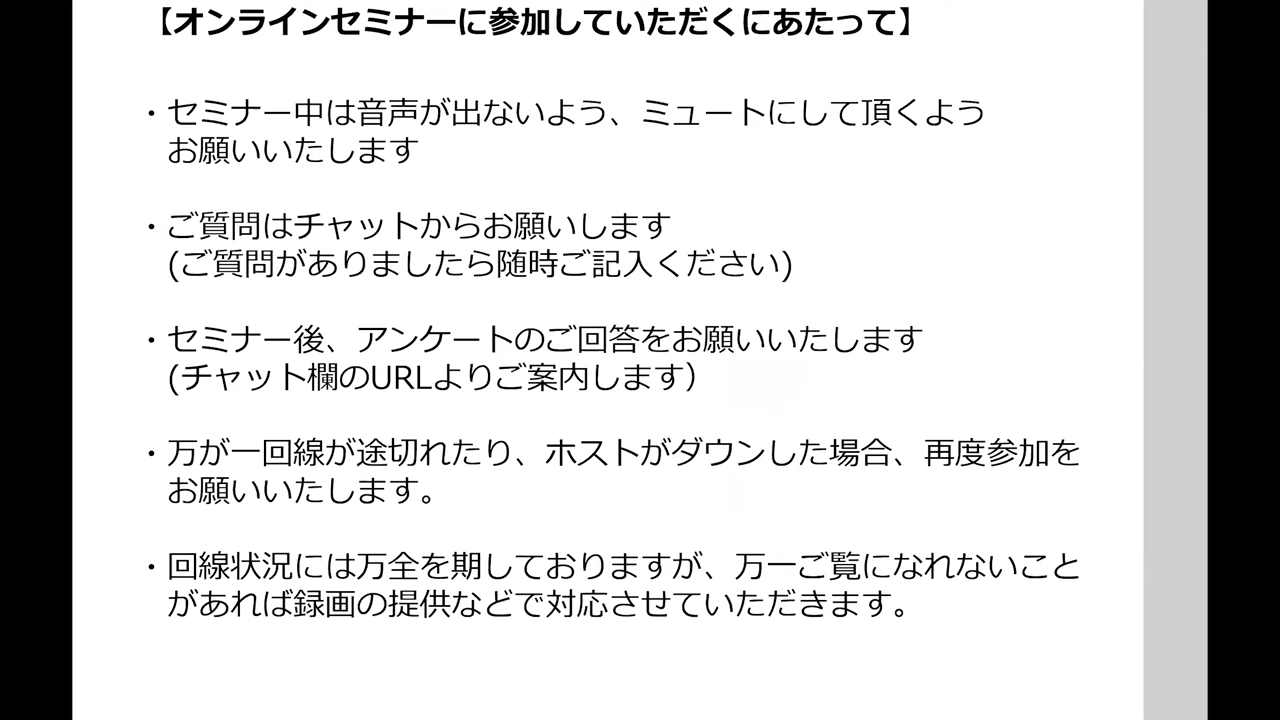 【オンラインセミナーに参加していただくにあたって】
・セミナー中は音声が出ないよう、ミュートにして頂くよう
お願いいたします
・ご質問はチャットからお願いします
(ご質問がありましたら随時ご記入ください)
・セミナー後、アンケートのご回答をお願いいたします
(チャット欄のURLよりご案内します）
・万が一回線が途切れたり、ホストがダウンした場合、再度参加を
お願いいたします。
・回線状況には万全を期しておりますが、万一ご覧になれないこと
があれば録画の提供などで対応させていただきます。